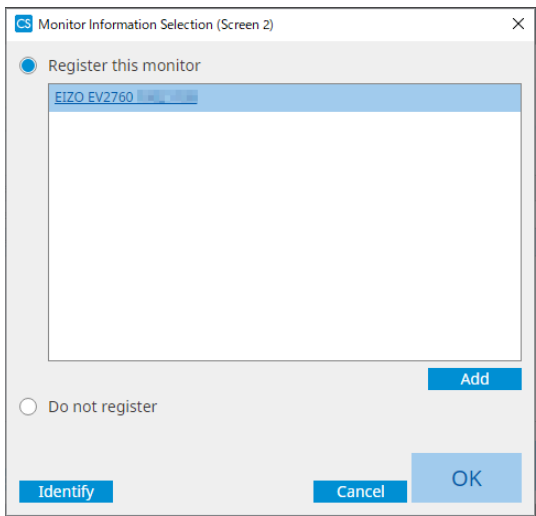 CS Monitor Information Selection (Screen 2)
Register this monitor
EIZO EV2760
Add
Do not register
Identify
Cancel
OK